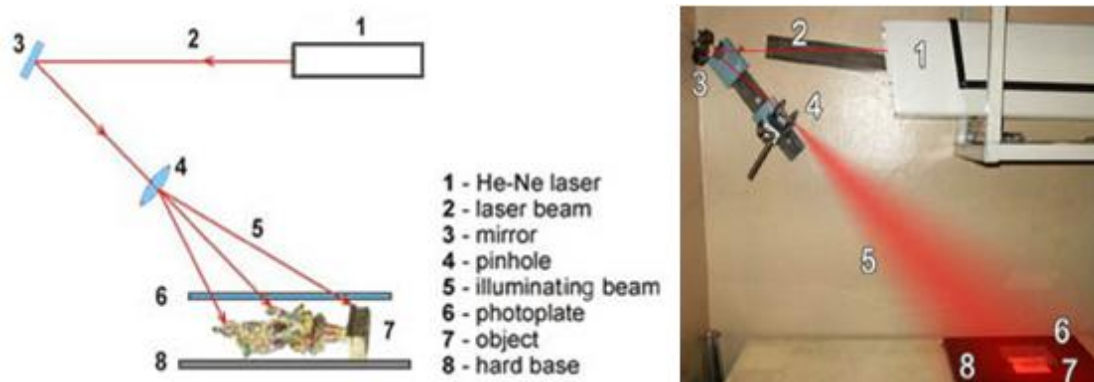 3
2
1
4
5
6
7
8
1 - He-Ne laser
2 - laser beam
3 - mirror
4 - pinhole
5 - illuminating beam
6 - photoplate
7 - object
8 - hard base
2
1
3
4
5
6
8
7